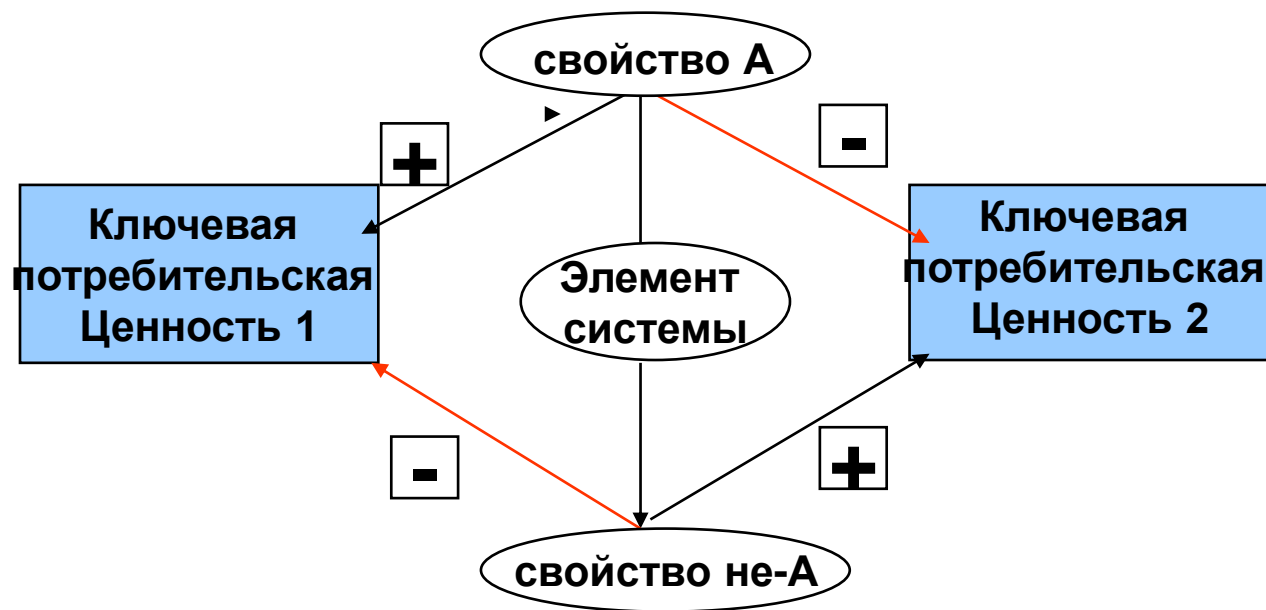 свойство А
+
-
Ключевая
потребительская
Ценность 1
Элемент
системы
Ключевая
потребительская
Ценность 2
-
+
свойство не-А